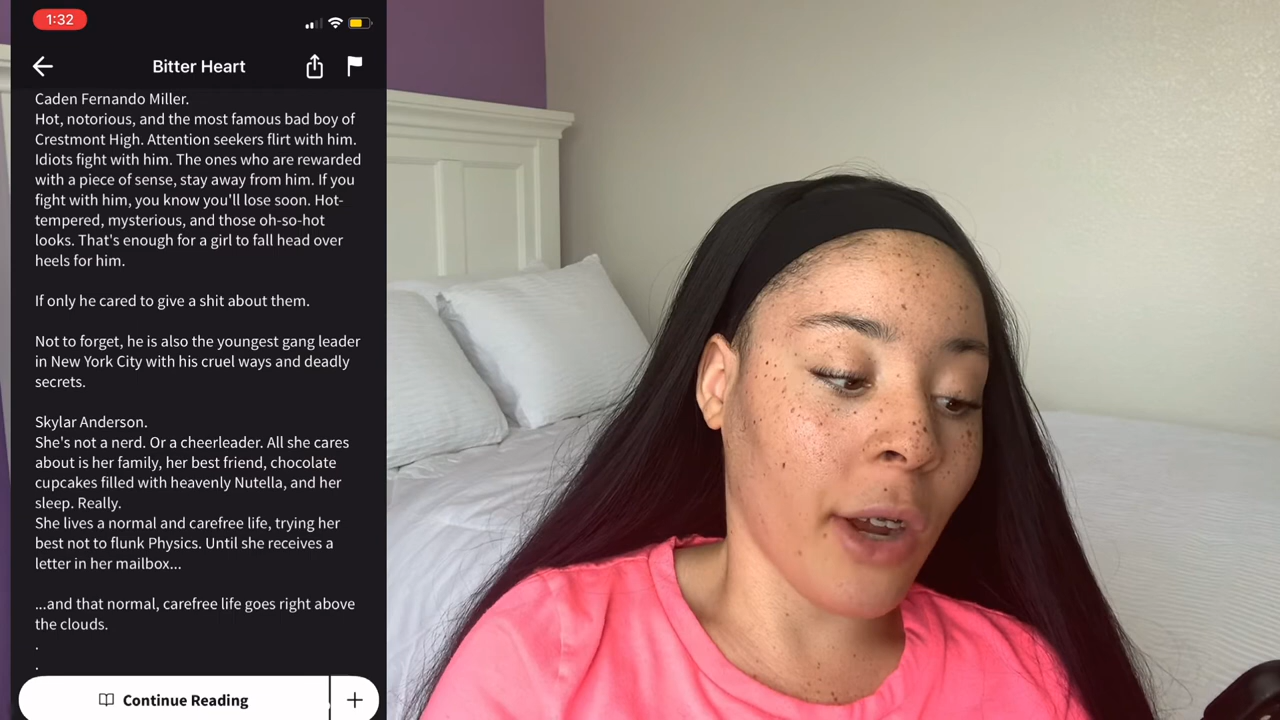 1:32
Bitter Heart
Caden Fernando Miller.
Hot, notorious, and the most famous bad boy of
Crestmont High. Attention seekers flirt with him.
Idiots fight with him. The ones who are rewarded
with a piece of sense, stay away from him. If you
fight with him, you know you'll lose soon. Hot-
tempered, mysterious, and those oh-so-hot
looks. That's enough for a girl to fall head over
heels for him.
If only he cared to give a shit about them.
Not to forget, he is also the youngest gang leader
in New York City with his cruel ways and deadly
secrets.
Skylar Anderson.
She's not a nerd. Or a cheerleader. All she cares
about is her family, her best friend, chocolate
cupcakes filled with heavenly Nutella, and her
sleep. Really.
She lives a normal and carefree life, trying her
best not to flunk Physics. Until she receives a
letter in her mailbox...
...and that normal, carefree life goes right above
the clouds.
.
.
Continue Reading